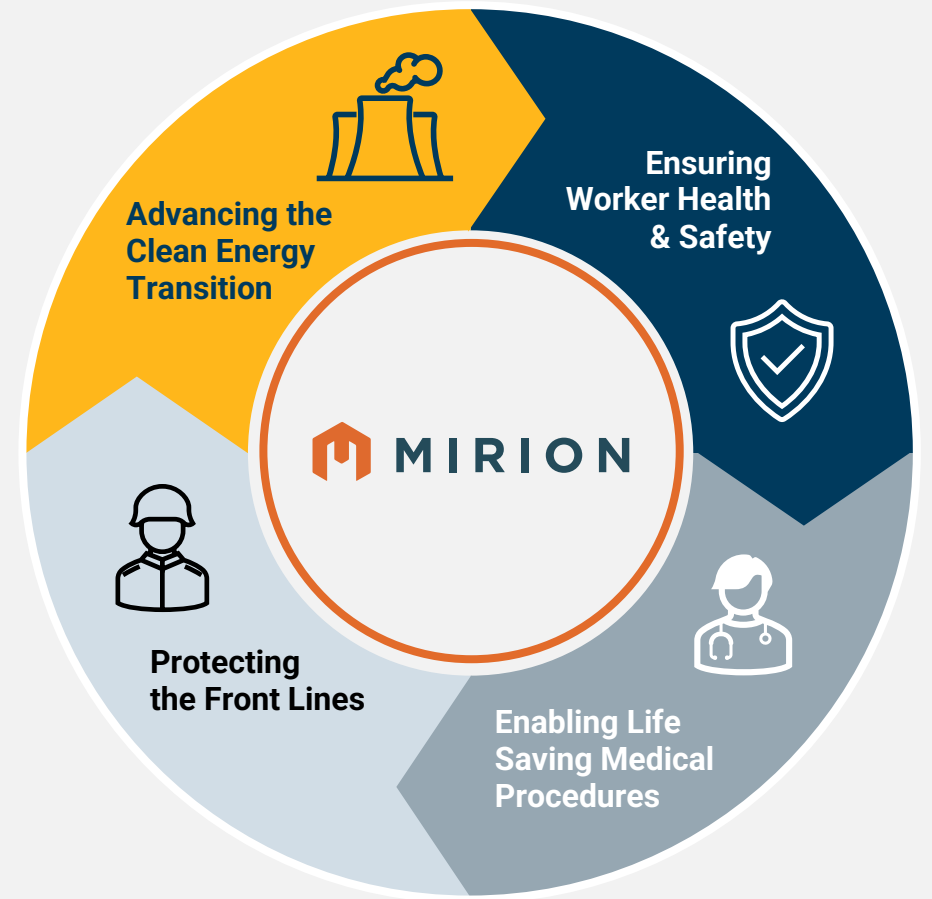 Advancing the
Clean Energy
Transition
Ensuring
Worker Health
& Safety
MIRION
Protecting
the Front Lines
Enabling Life
Saving Medical
Procedures